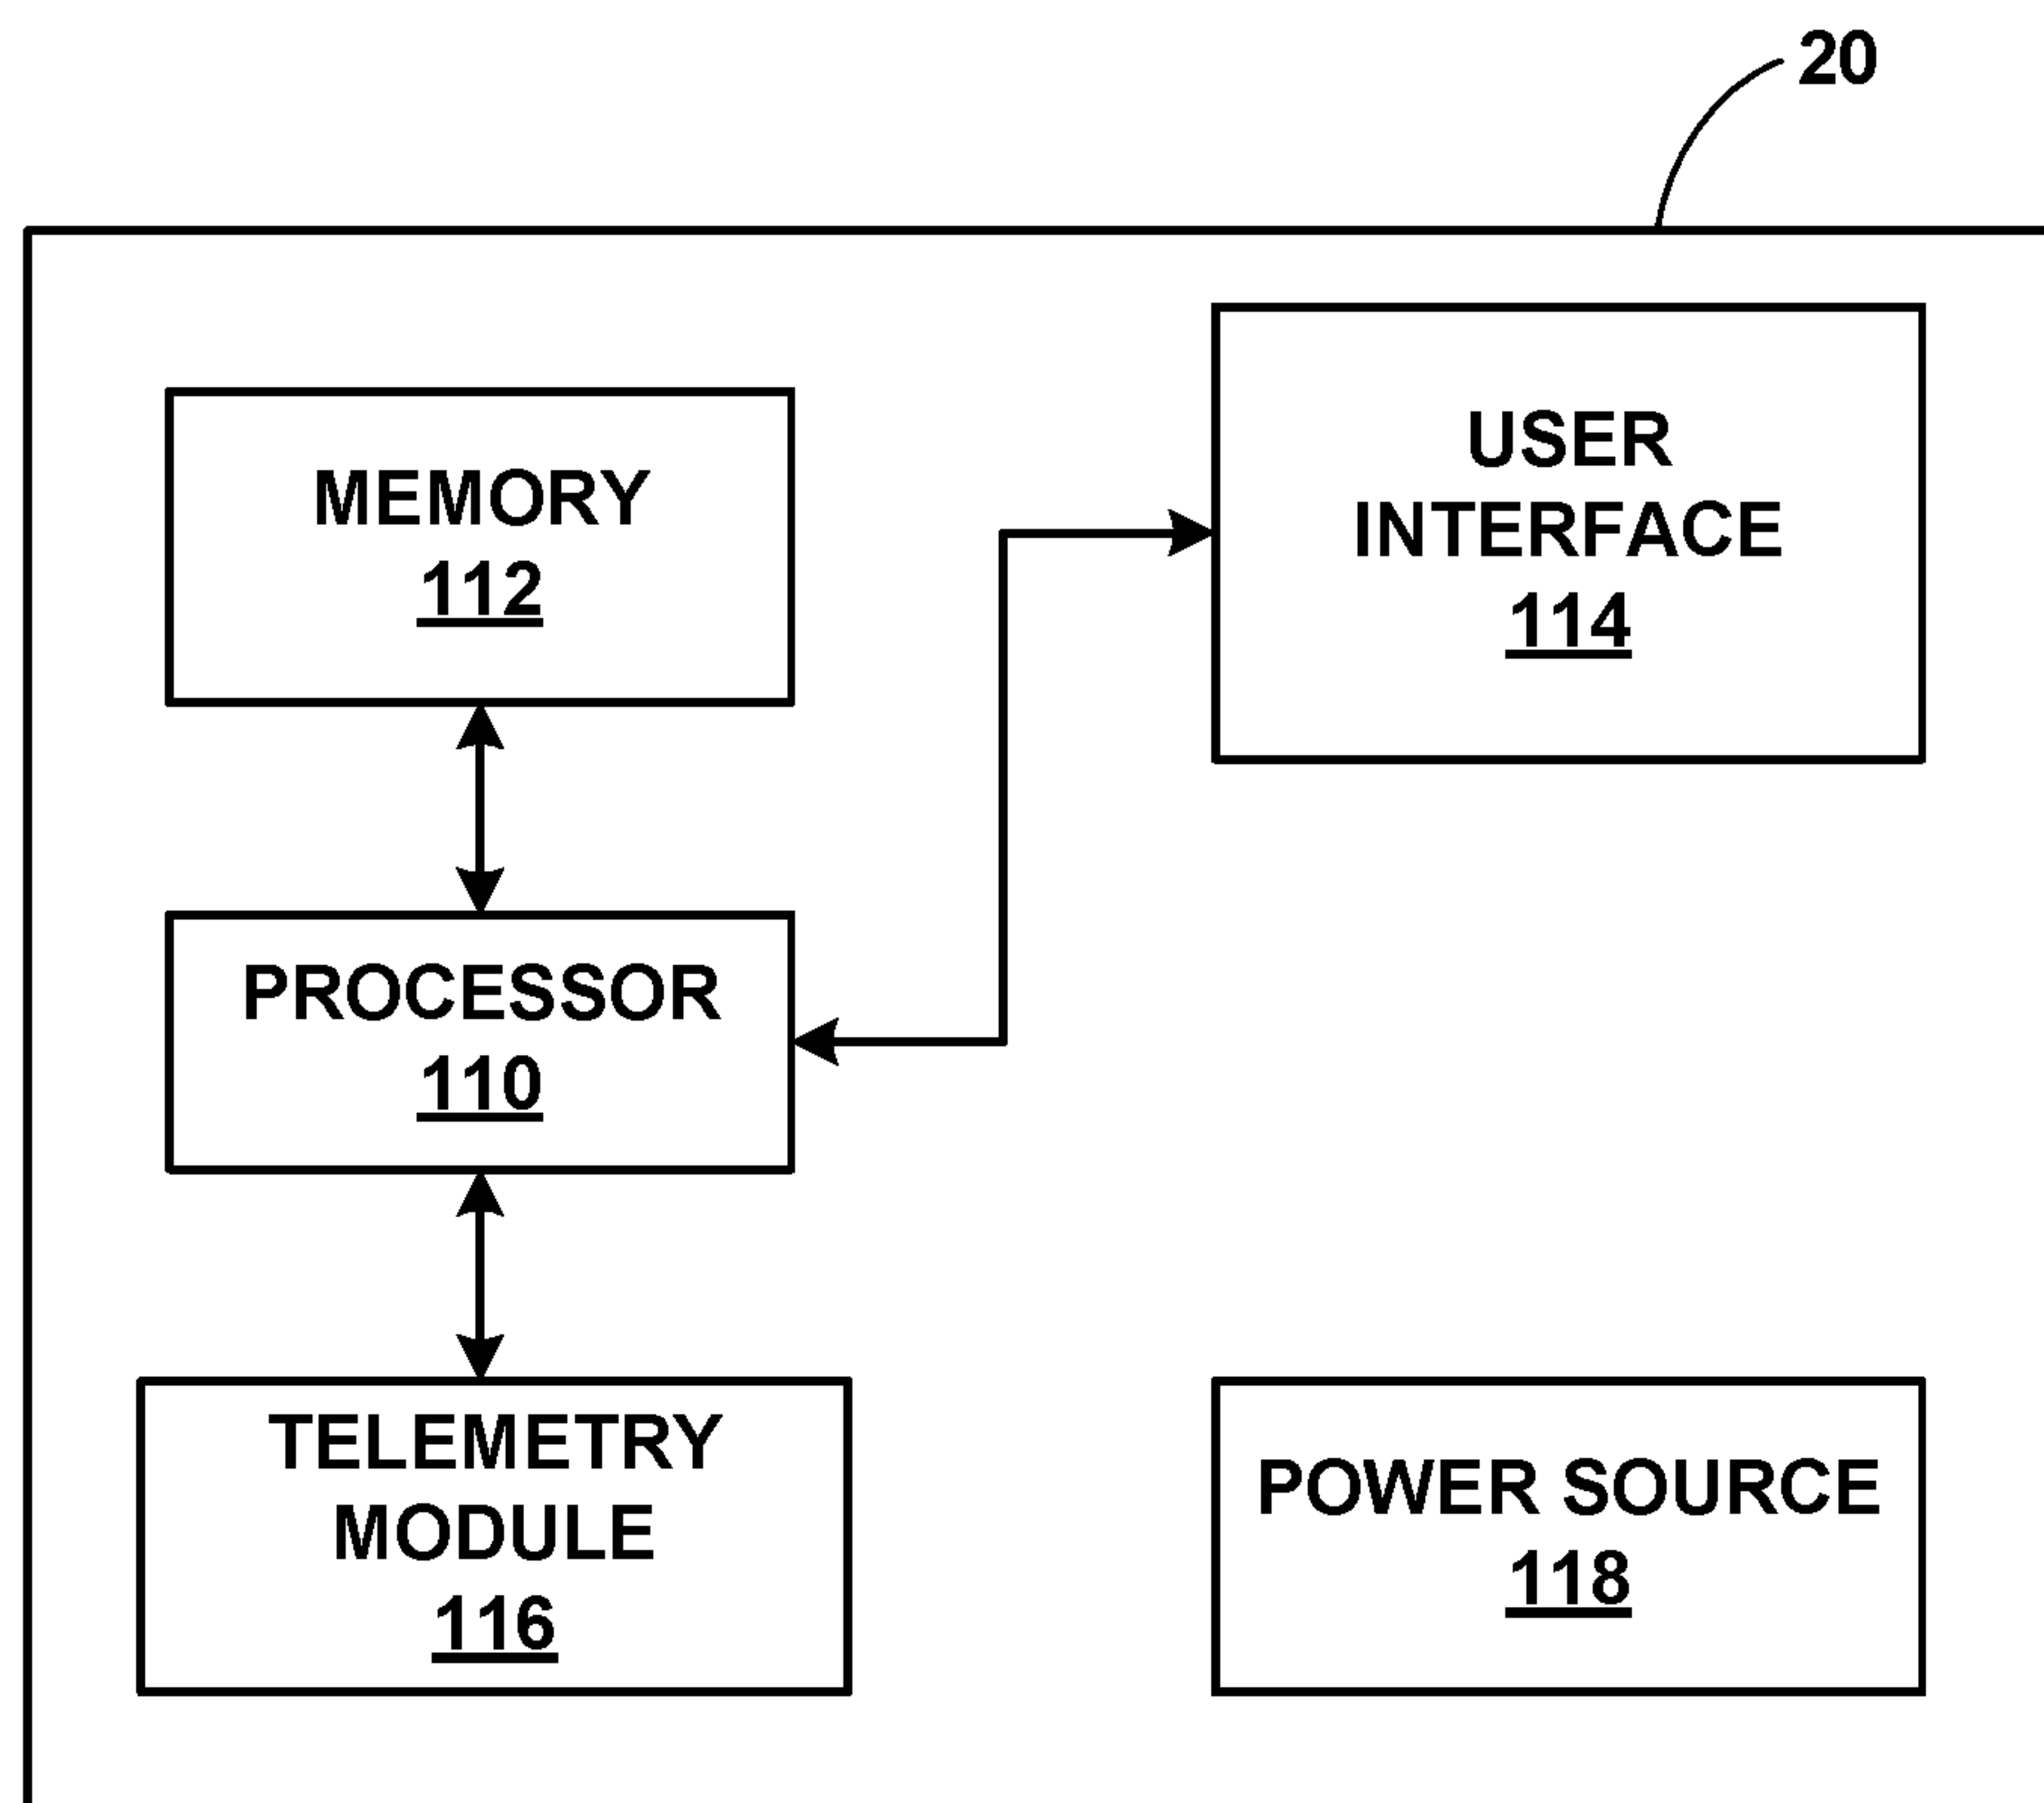 20
MEMORY
112
USER
INTERFACE
114
PROCESSOR
110
TELEMETRY
MODULE
116
POWER SOURCE
118